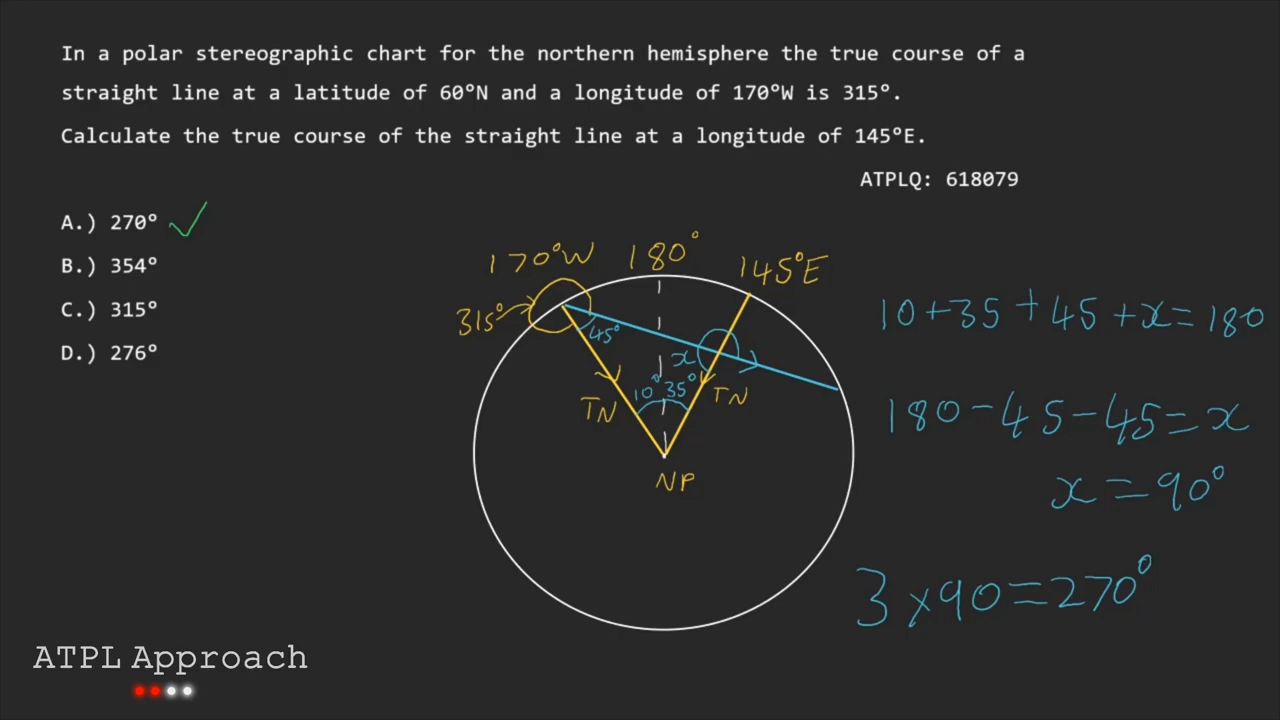 In a polar stereographic chart for the northern hemisphere the true course of a
straight line at a latitude of 60°N and a longitude of 170°W is 315°.
Calculate the true course of the straight line at a longitude of 145°E.
ATPLQ: 618079
A.) 270°
B.) 354°
C.) 315°
D.) 276°
170°W 180° 145°E
315°
45°
x
10° 35°
TN TN
NP
10+35+45+x=180
180-45-45=x
x=90°
3×90=270°
ATPL Approach